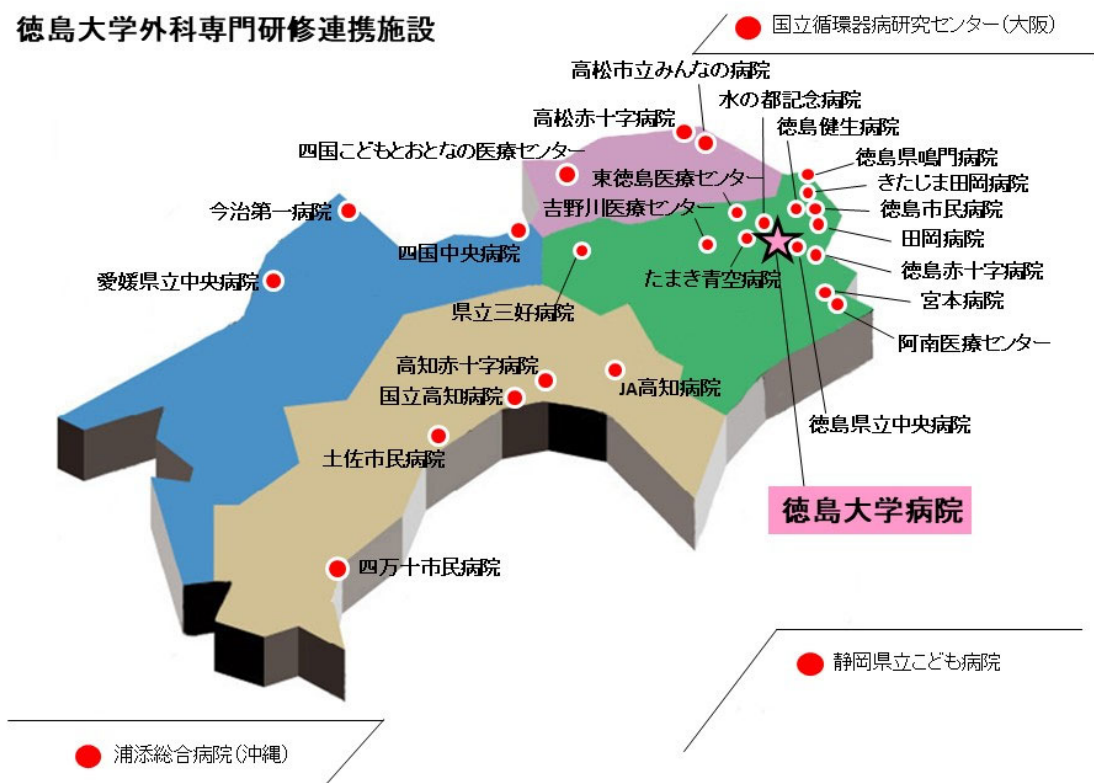 徳島大学外科専門研修連携施設
国立循環器病研究センター(大阪)
高松市立みんなの病院
水の都記念病院
高松赤十字病院
徳島健生病院
四国こどもとおとなの医療センター
徳島県鳴門病院
東徳島医療センター
きたじま田岡病院
今治第一病院
吉野川医療センター
徳島市民病院
四国中央病院
田岡病院
愛媛県立中央病院
たまき青空病院
徳島赤十字病院
県立三好病院
宮本病院
阿南医療センター
高知赤十字病院
国立高知病院
JA高知病院
徳島県立中央病院
土佐市民病院
徳島大学病院
四万十市民病院
静岡県立こども病院
浦添総合病院(沖縄)